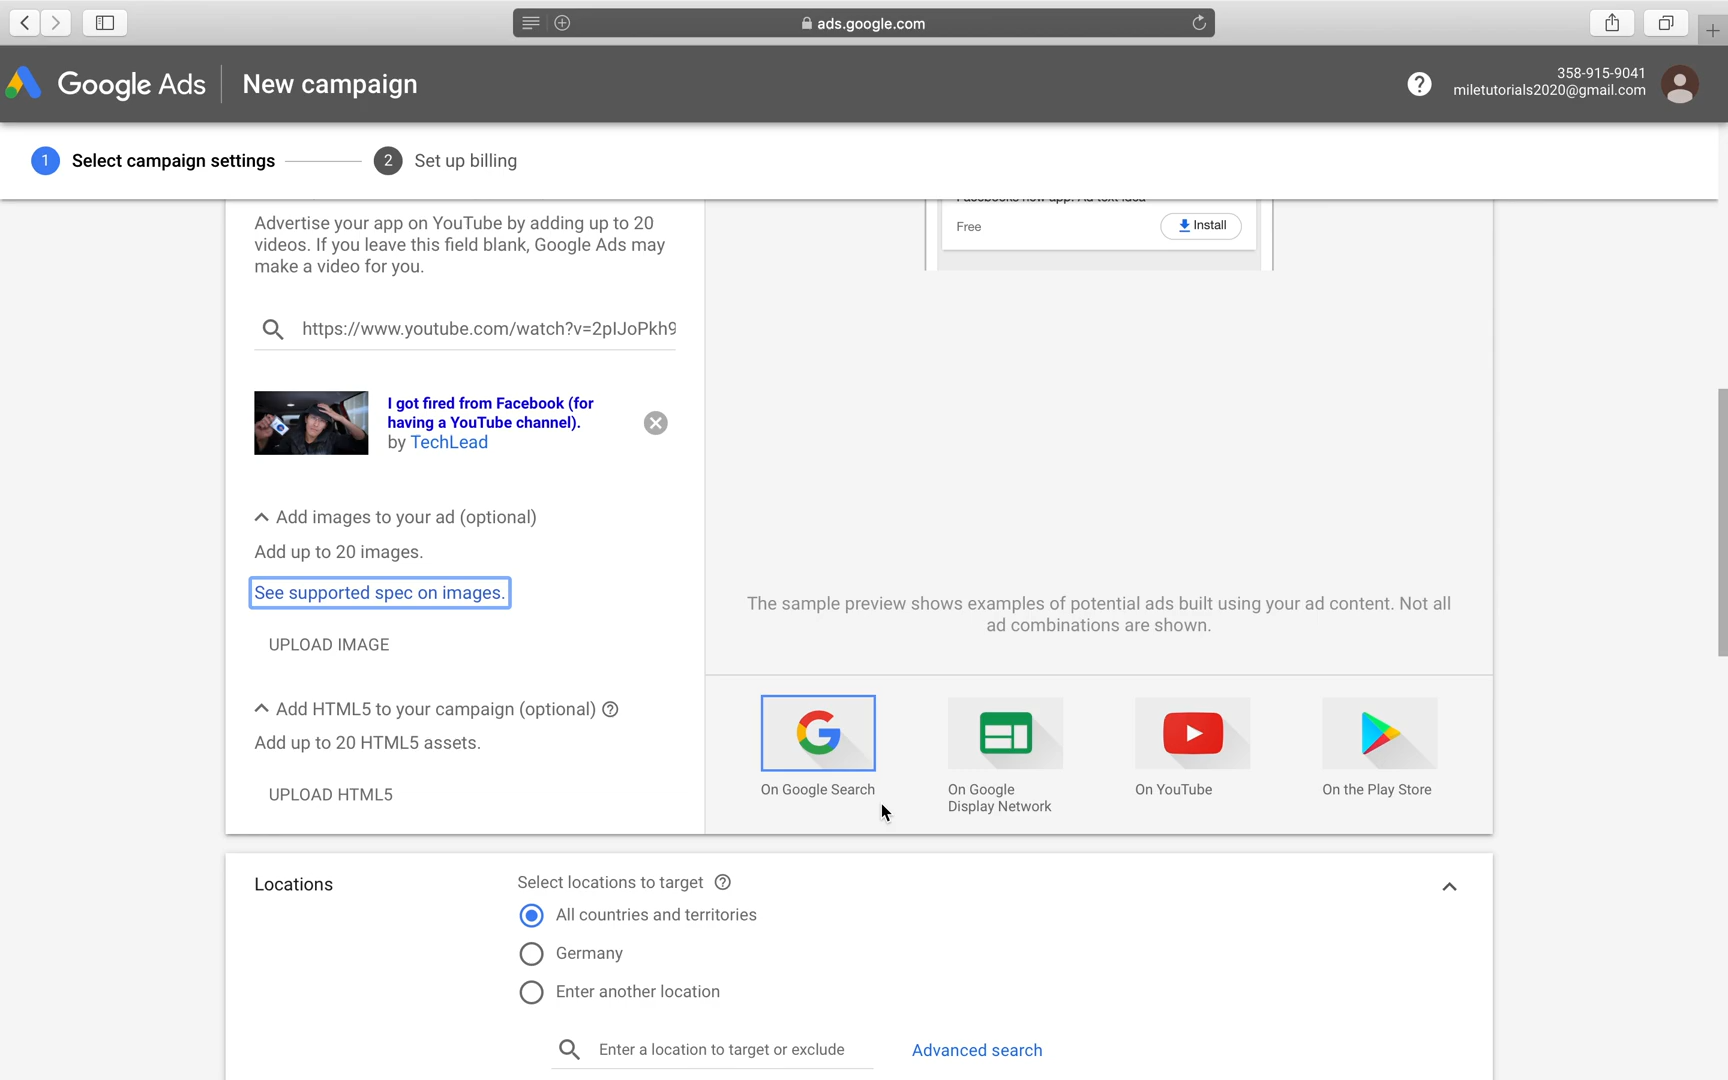 ads.google.com
Google Ads
New campaign
?
358-915-9041
miletutorials2020@gmail.com
1
Select campaign settings
2
Set up billing
Advertise your app on YouTube by adding up to 20
videos. If you leave this field blank, Google Ads may
make a video for you.
https://www.youtube.com/watch?v=2pIJoPkh9
I got fired from Facebook (for
having a YouTube channel).
by TechLead
Add images to your ad (optional)
Add up to 20 images.
See supported spec on images.
UPLOAD IMAGE
Add HTML5 to your campaign (optional) ?
Add up to 20 HTML5 assets.
UPLOAD HTML5
Facebooks now app. Ad text idea
Free
Install
The sample preview shows examples of potential ads built using your ad content. Not all
ad combinations are shown.
On Google Search
On Google
Display Network
On YouTube
On the Play Store
Locations
Select locations to target ?
All countries and territories
Germany
Enter another location
Enter a location to target or exclude
Advanced search